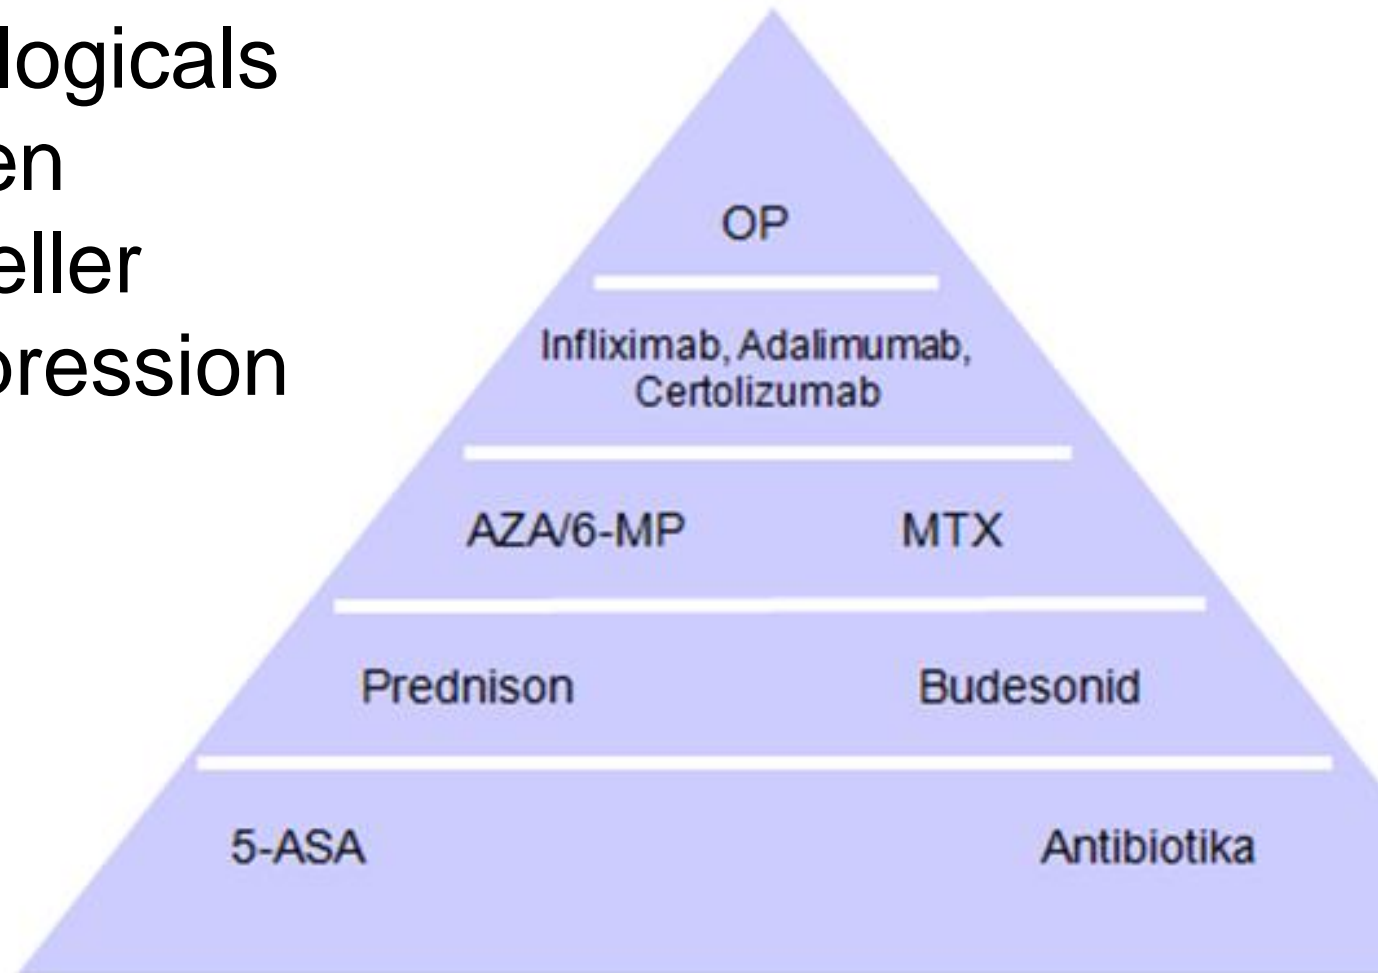 logicals
en
eller
pression
OP
Infliximab, Adalimumab,
Certolizumab
AZA/6-MP MTX
Prednison Budesonid
5-ASA Antibiotika